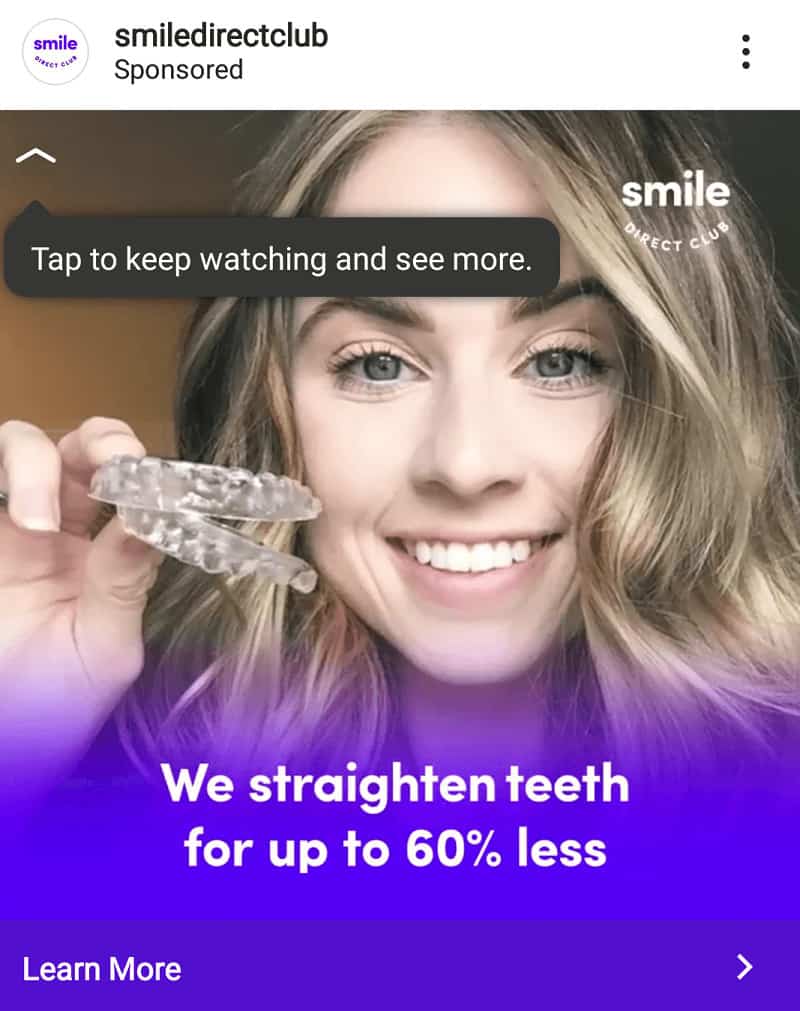 smile
DIRECT CLUB
smiledirectclub
Sponsored
smile
DIRECT CLUB
Tap to keep watching and see more.
We straighten teeth
for up to 60% less
Learn More